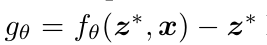 g_θ = f_θ(z*, x) − z*